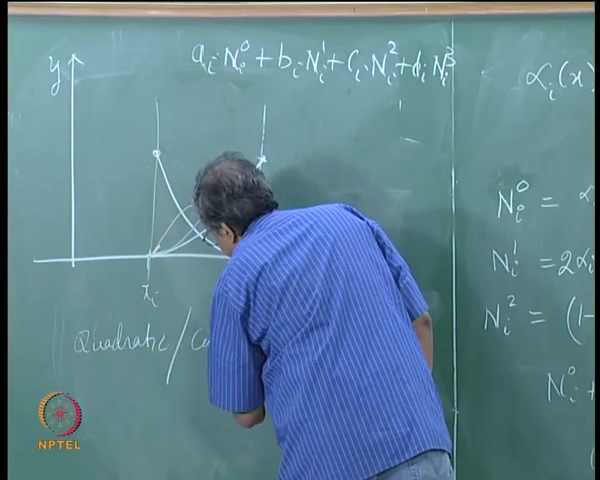 aᵢ·Nᵢ⁰ + bᵢ·Nᵢ¹ + Cᵢ·Nᵢ² + dᵢ·Nᵢ³
y
xᵢ
Quadratic /
αᵢ(x)
Nᵢ⁰ =
Nᵢ¹ = 2αᵢ
Nᵢ² = (1-
Nᵢ⁰ +
NPTEL